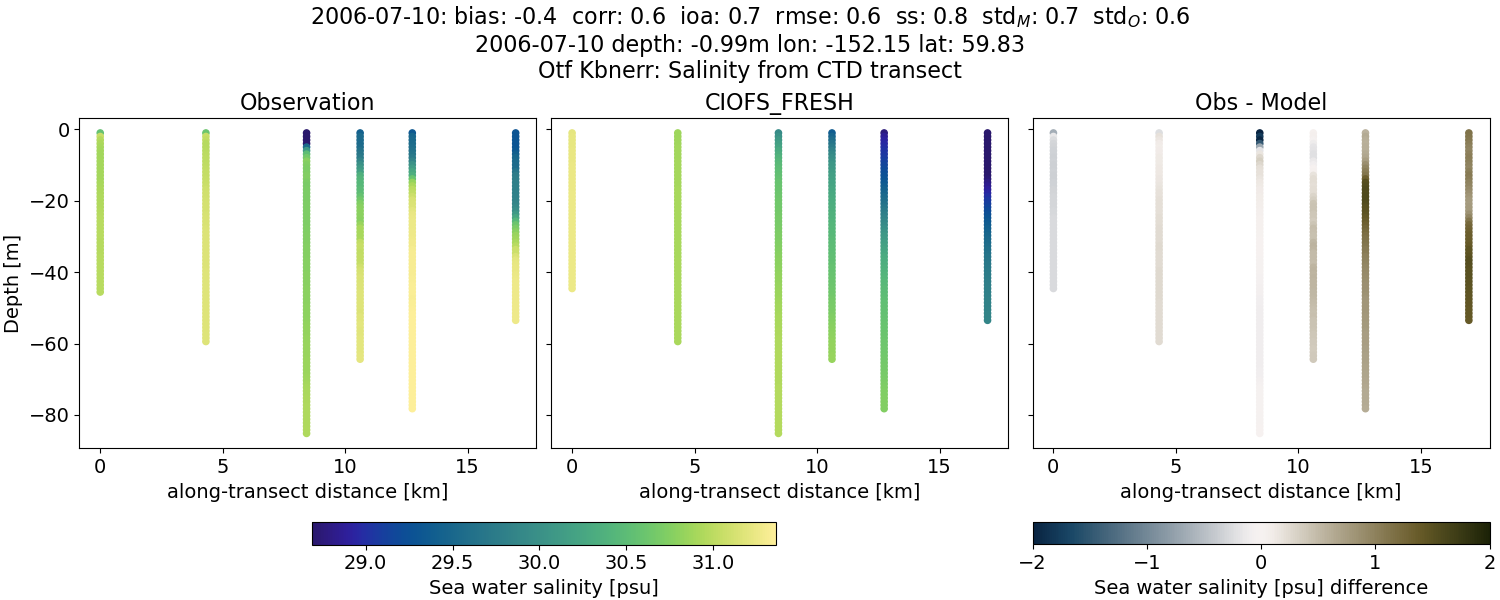 2006-07-10: bias: -0.4  corr: 0.6  ioa: 0.7  rmse: 0.6  ss: 0.8  std_M: 0.7  std_O: 0.6
2006-07-10 depth: -0.99m lon: -152.15 lat: 59.83
Otf Kbnerr: Salinity from CTD transect
Observation
CIOFS_FRESH
Obs - Model
0
−20
−40
−60
−80
Depth [m]
0 5 10 15
0 5 10 15
0 5 10 15
along-transect distance [km]
along-transect distance [km]
along-transect distance [km]
29.0 29.5 30.0 30.5 31.0
Sea water salinity [psu]
−2 −1 0 1 2
Sea water salinity [psu] difference